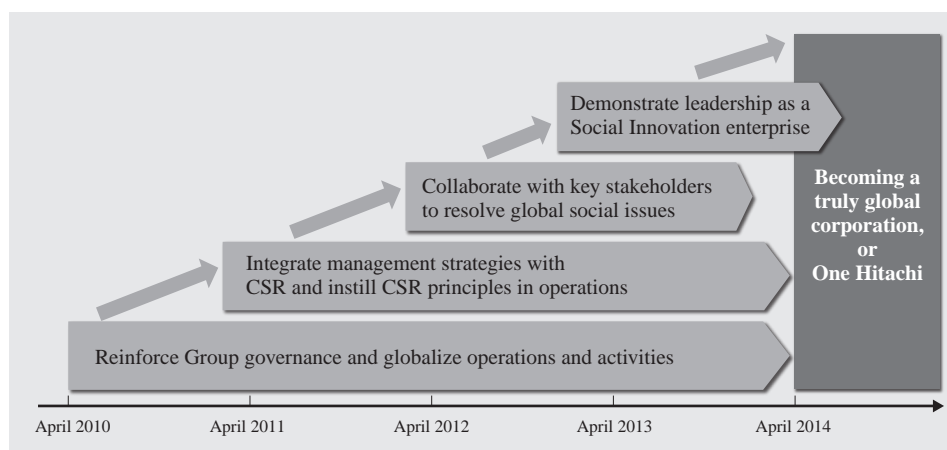 Demonstrate leadership as a
Social Innovation enterprise
Collaborate with key stakeholders
to resolve global social issues
Becoming a
truly global
corporation,
or
One Hitachi
Integrate management strategies with
CSR and instill CSR principles in operations
Reinforce Group governance and globalize operations and activities
April 2010
April 2011
April 2012
April 2013
April 2014